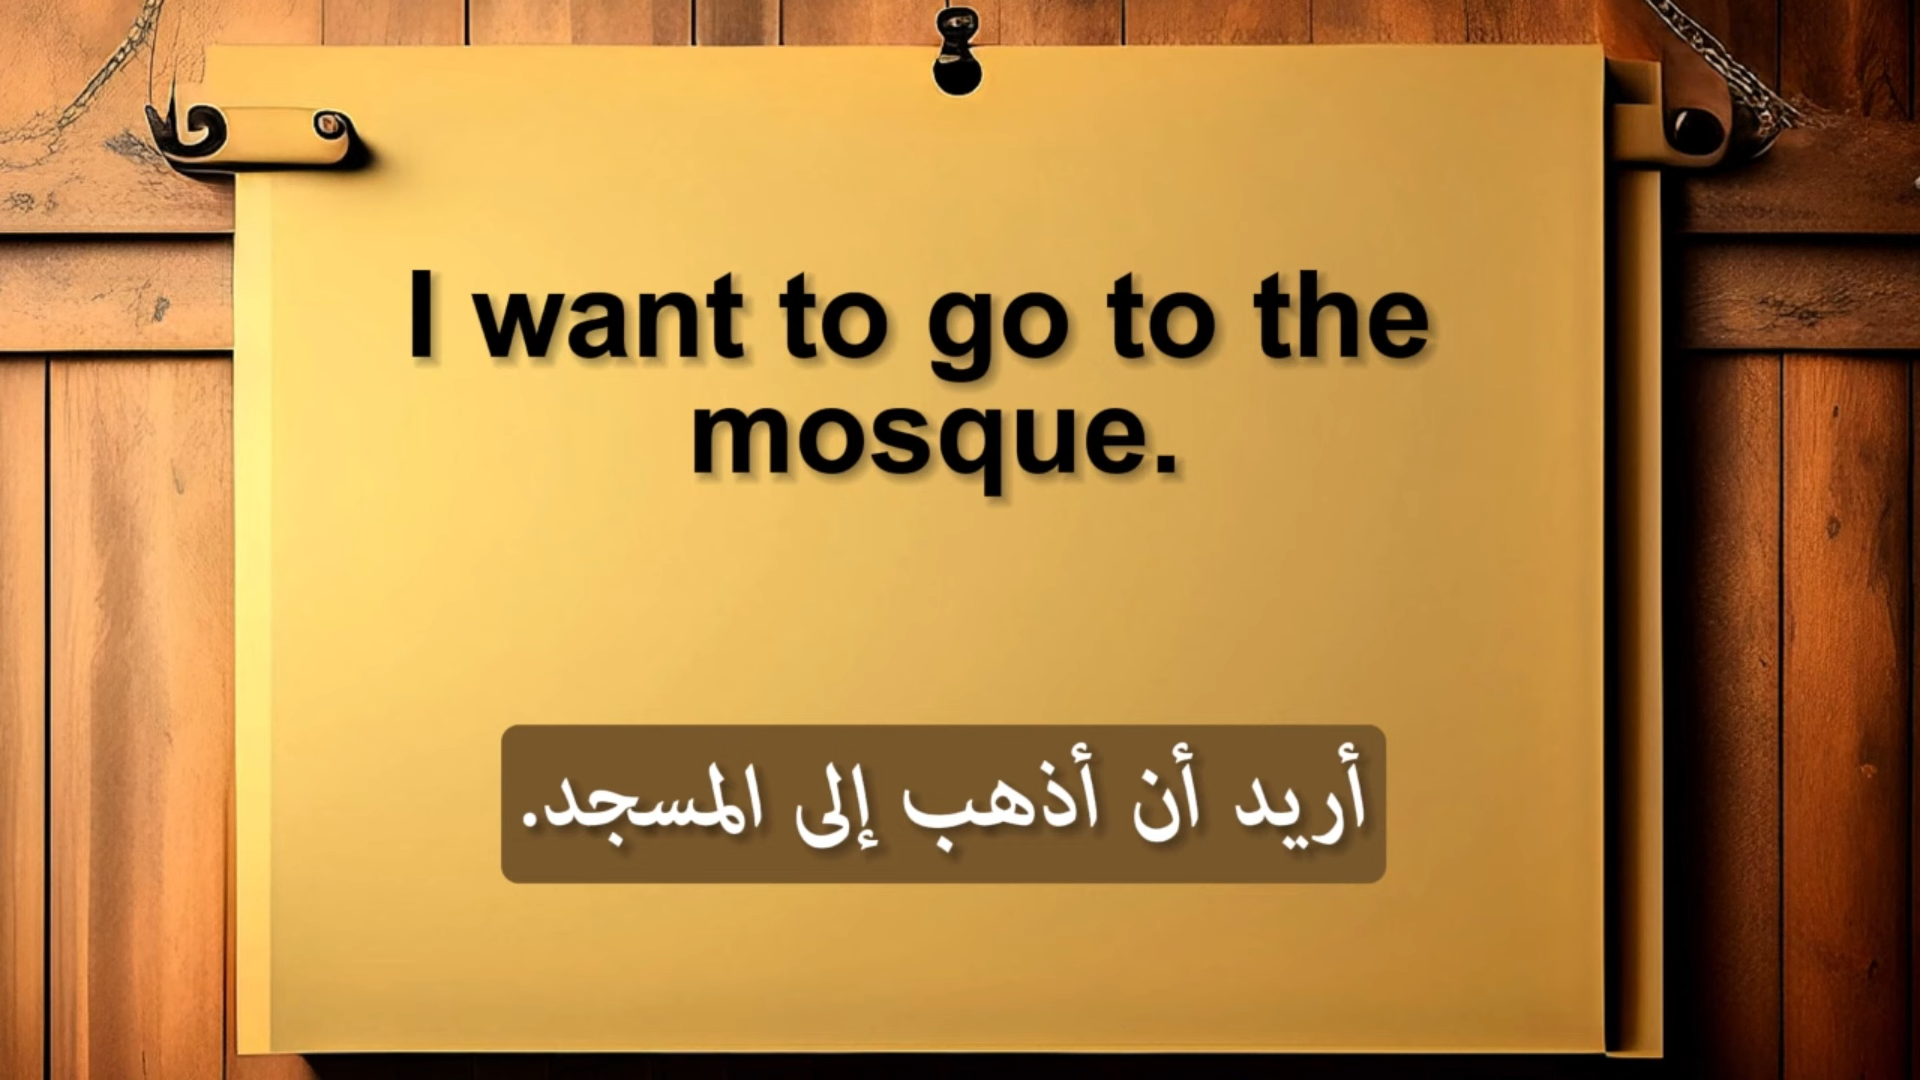 I want to go to the
mosque.
أريد أن أذهب إلى المسجد.